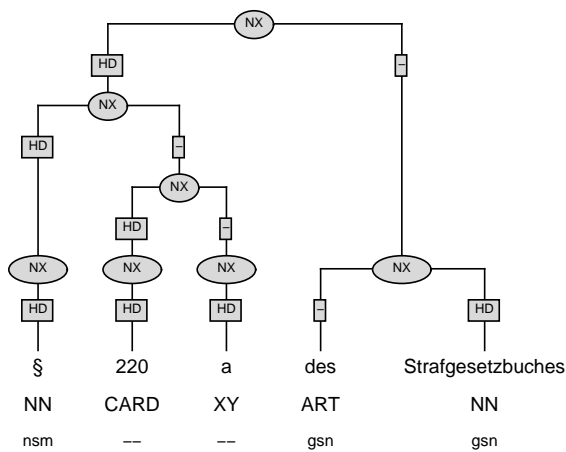 NX
HD –
NX
HD –
NX
HD –
NX NX NX NX
HD HD HD – HD
§ 220 a des Strafgesetzbuches
NN CARD XY ART NN
nsm −− −− gsn gsn